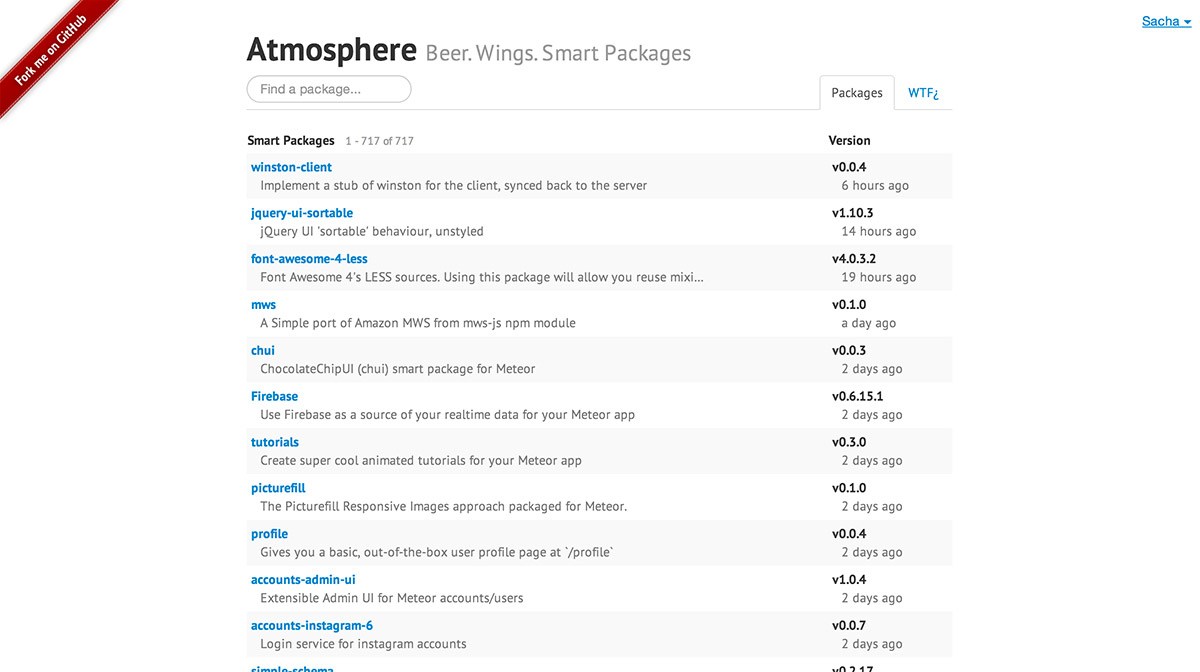 Fork me on GitHub
Sacha
Atmosphere Beer. Wings. Smart Packages
Find a package...
Packages WTF¿
Smart Packages 1 - 717 of 717 Version
winston-client v0.0.4
Implement a stub of winston for the client, synced back to the server 6 hours ago
jquery-ui-sortable v1.10.3
jQuery UI 'sortable' behaviour, unstyled 14 hours ago
font-awesome-4-less v4.0.3.2
Font Awesome 4's LESS sources. Using this package will allow you reuse mixi... 19 hours ago
mws v0.1.0
A Simple port of Amazon MWS from mws-js npm module a day ago
chui v0.0.3
ChocolateChipUI (chui) smart package for Meteor 2 days ago
Firebase v0.6.15.1
Use Firebase as a source of your realtime data for your Meteor app 2 days ago
tutorials v0.3.0
Create super cool animated tutorials for your Meteor app 2 days ago
picturefill v0.1.0
The Picturefill Responsive Images approach packaged for Meteor. 2 days ago
profile v0.0.4
Gives you a basic, out-of-the-box user profile page at `/profile` 2 days ago
accounts-admin-ui v1.0.4
Extensible Admin UI for Meteor accounts/users 2 days ago
accounts-instagram-6 v0.0.7
Login service for instagram accounts 2 days ago
simple-schema v0.2.17